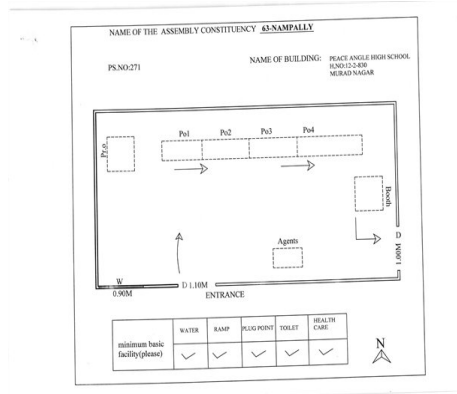 NAME OF THE ASSEMBLY CONSTITUENCY 63-NAMPALLY
PS.NO:271
NAME OF BUILDING: PEACE ANGLE HIGH SCHOOL
H,NO:12-2-830
MURAD NAGAR
Po1 Po2 Po3 Po4
Pr.o
Booth
D
1.00M
Agents
W
0.90M
D 1.10M
ENTRANCE
minimum basic
facility(please)
WATER RAMP PLUG POINT TOILET HEALTH
CARE
N